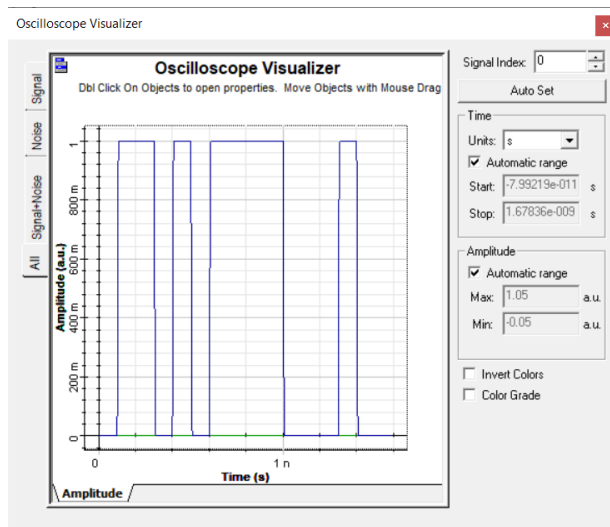 Oscilloscope Visualizer
Signal
Noise
Signal+Noise
All
Oscilloscope Visualizer
Dbl Click On Objects to open properties. Move Objects with Mouse Drag
Amplitude (a.u.)
1
800 m
600 m
400 m
200 m
0
0
1 n
Time (s)
Amplitude
Signal Index: 0
Auto Set
Time
Units: s
Automatic range
Start: -7.99219e-011 s
Stop: 1.67836e-009 s
Amplitude
Automatic range
Max: 1.05 a.u.
Min: -0.05 a.u.
Invert Colors
Color Grade